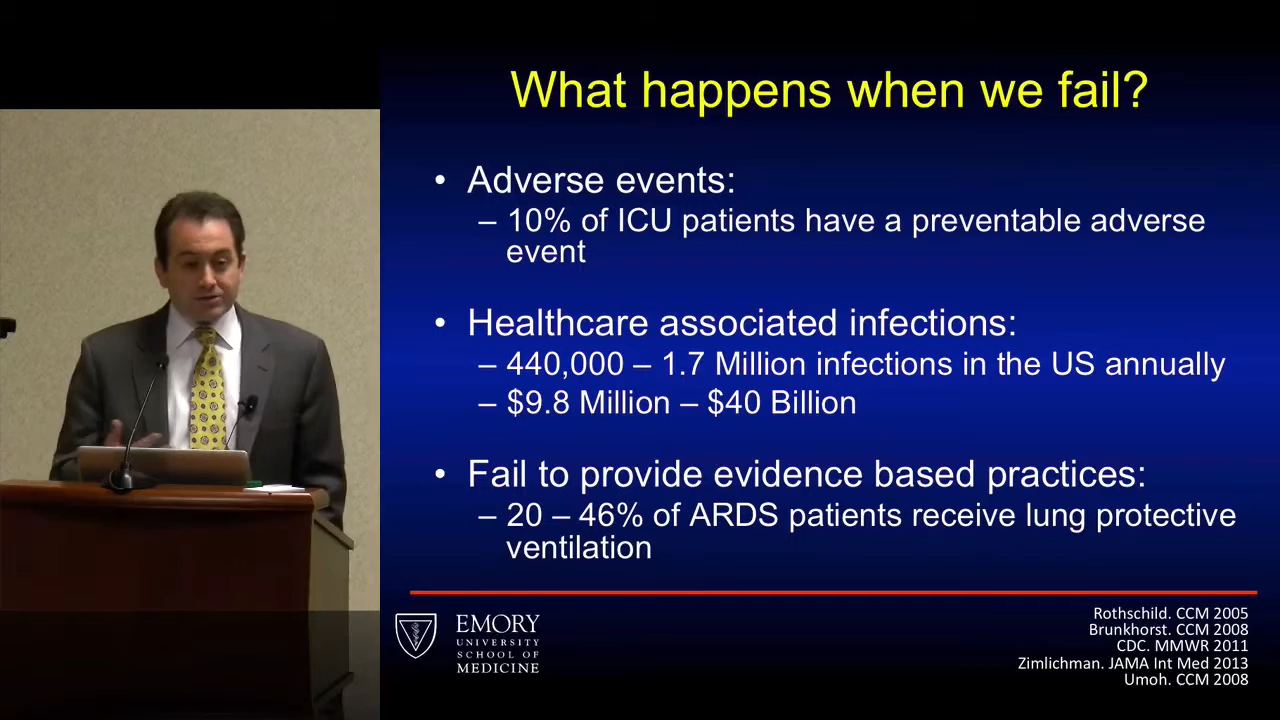 What happens when we fail?
• Adverse events:
– 10% of ICU patients have a preventable adverse
event
• Healthcare associated infections:
– 440,000 – 1.7 Million infections in the US annually
– $9.8 Million – $40 Billion
• Fail to provide evidence based practices:
– 20 – 46% of ARDS patients receive lung protective
ventilation
EMORY
UNIVERSITY
SCHOOL OF
MEDICINE
Rothschild. CCM 2005
Brunkhorst. CCM 2008
CDC. MMWR 2011
Zimlichman. JAMA Int Med 2013
Umoh. CCM 2008